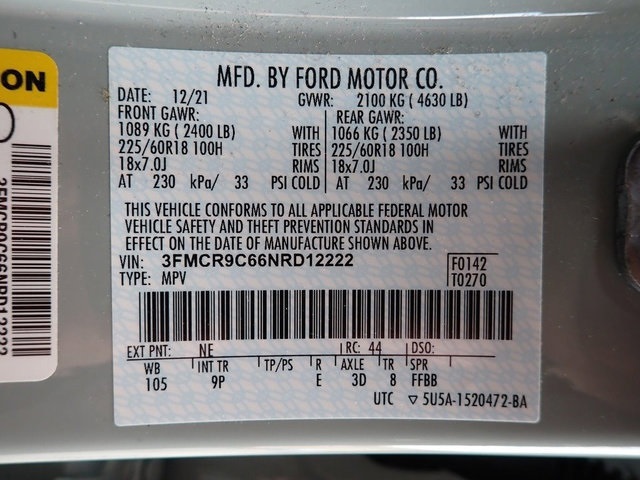 MFD. BY FORD MOTOR CO.
DATE: 12/21 GVWR: 2100 KG ( 4630 LB)
FRONT GAWR: REAR GAWR:
1089 KG ( 2400 LB) WITH 1066 KG ( 2350 LB) WITH
225/60R18 100H TIRES 225/60R18 100H TIRES
18x7.0J RIMS 18x7.0J RIMS
AT 230 kPa/ 33 PSI COLD AT 230 kPa/ 33 PSI COLD
THIS VEHICLE CONFORMS TO ALL APPLICABLE FEDERAL MOTOR
VEHICLE SAFETY AND THEFT PREVENTION STANDARDS IN
EFFECT ON THE DATE OF MANUFACTURE SHOWN ABOVE.
VIN: 3FMCR9C66NRD12222 F0142
TYPE: MPV T0270
EXT PNT: NE RC: 44 DSO:
WB INT TR TP/PS R AXLE TR SPR
105 9P E 3D 8 FFBB
UTC ▽ 5U5A-1520472-BA
ION
3FMCR9C66NRD12222